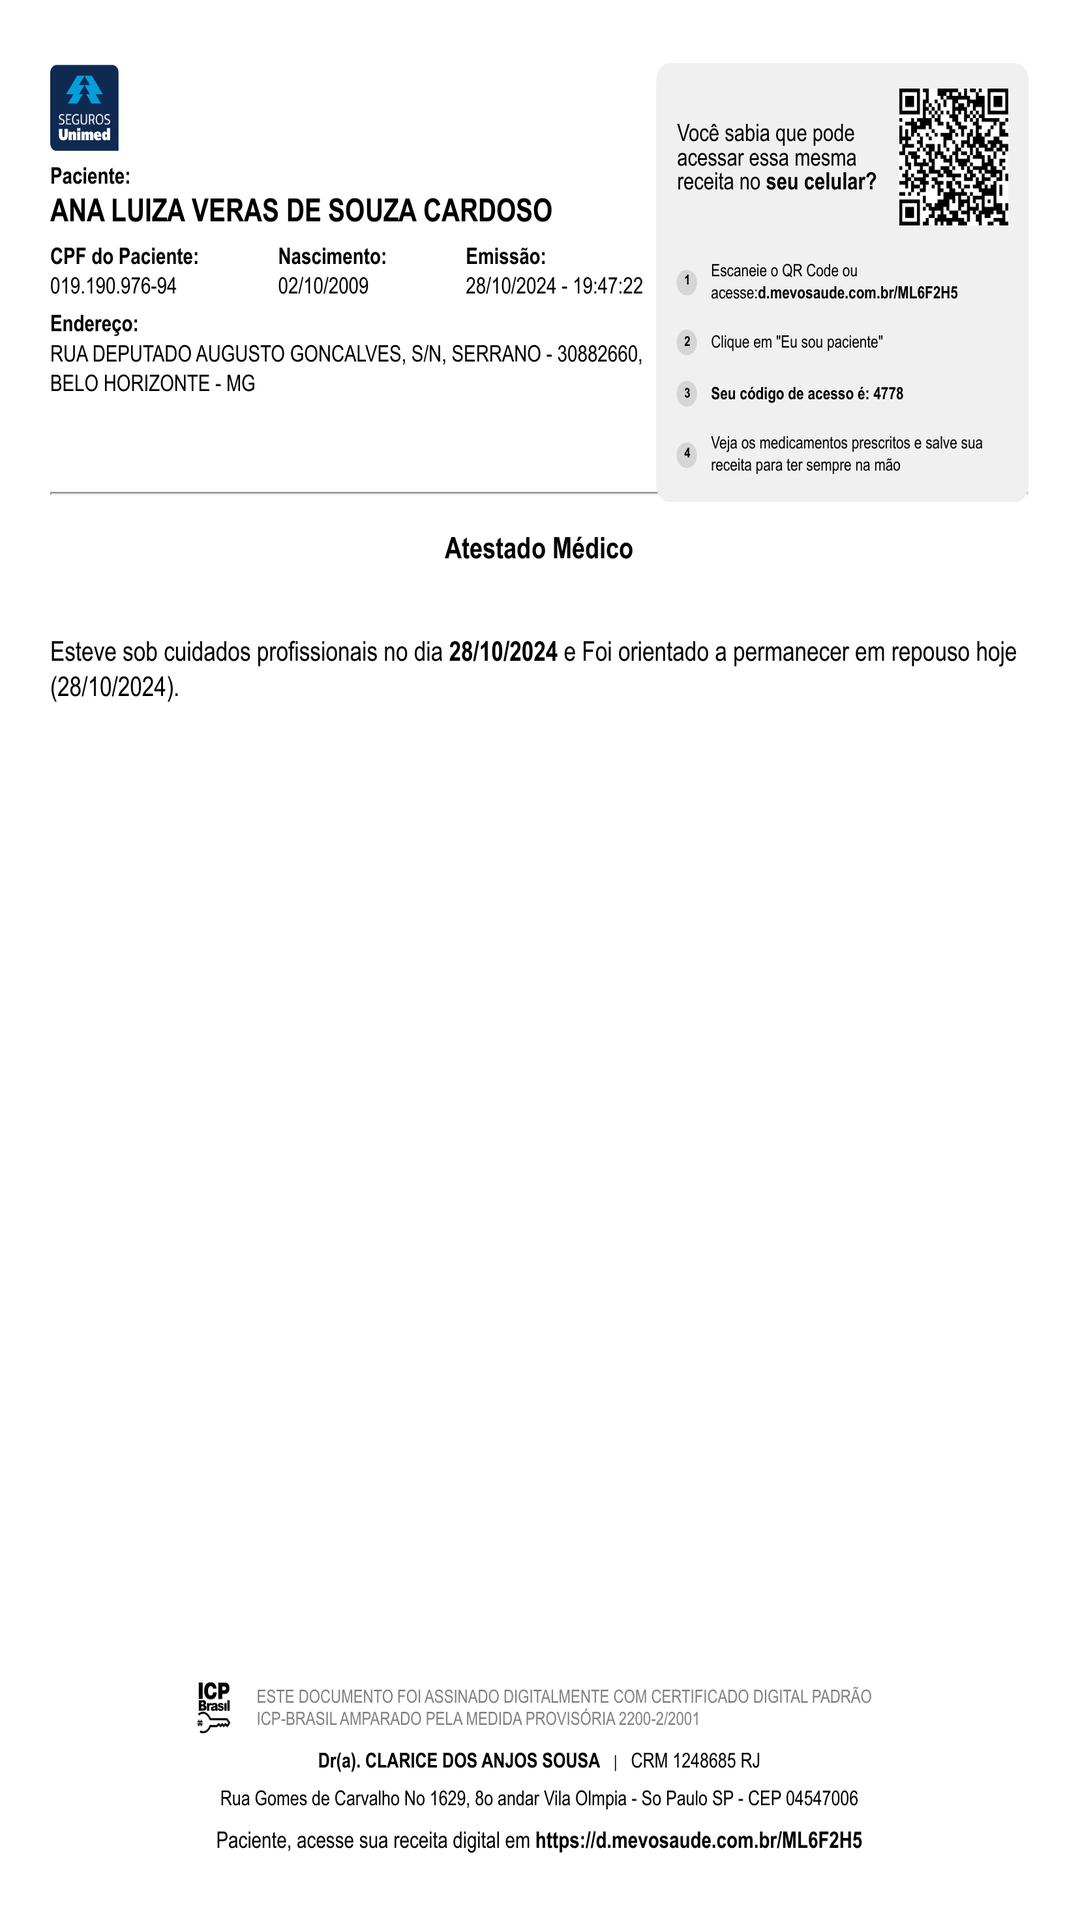 SEGUROS
Unimed
Paciente:
ANA LUIZA VERAS DE SOUZA CARDOSO
CPF do Paciente: Nascimento: Emissão:
019.190.976-94 02/10/2009 28/10/2024 - 19:47:22
Endereço:
RUA DEPUTADO AUGUSTO GONCALVES, S/N, SERRANO - 30882660,
BELO HORIZONTE - MG
Você sabia que pode
acessar essa mesma
receita no seu celular?
1 Escaneie o QR Code ou
acesse:d.mevosaude.com.br/ML6F2H5
2 Clique em "Eu sou paciente"
3 Seu código de acesso é: 4778
4 Veja os medicamentos prescritos e salve sua
receita para ter sempre na mão
Atestado Médico
Esteve sob cuidados profissionais no dia 28/10/2024 e Foi orientado a permanecer em repouso hoje
(28/10/2024).
ICP
Brasil
ESTE DOCUMENTO FOI ASSINADO DIGITALMENTE COM CERTIFICADO DIGITAL PADRÃO
ICP-BRASIL AMPARADO PELA MEDIDA PROVISÓRIA 2200-2/2001
Dr(a). CLARICE DOS ANJOS SOUSA | CRM 1248685 RJ
Rua Gomes de Carvalho No 1629, 8o andar Vila Olmpia - So Paulo SP - CEP 04547006
Paciente, acesse sua receita digital em https://d.mevosaude.com.br/ML6F2H5